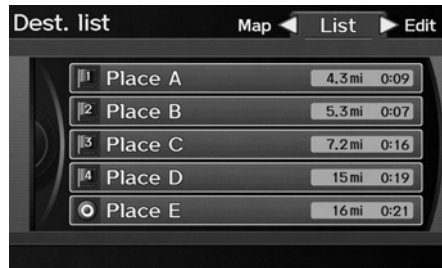 Dest. list Map List Edit
1 Place A 4.3mi 0:09
2 Place B 5.3mi 0:07
3 Place C 7.2mi 0:16
4 Place D 15mi 0:19
Place E 16mi 0:21